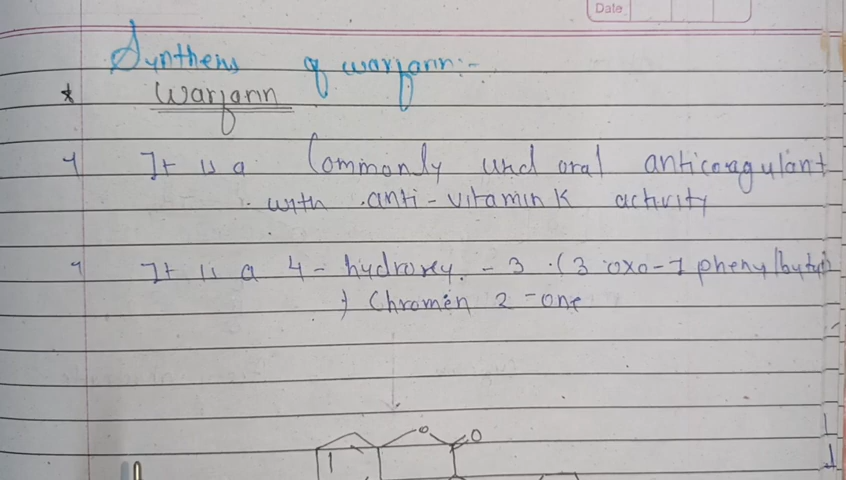 Date
Synthesis of warfarin:-
* Warfarin
It is a Commonly used oral anticoagulant
with anti-vitamin K activity
It is a 4-hydroxy-3-(3 oxo-1 phenylbutyl
) Chromen 2-one
O O